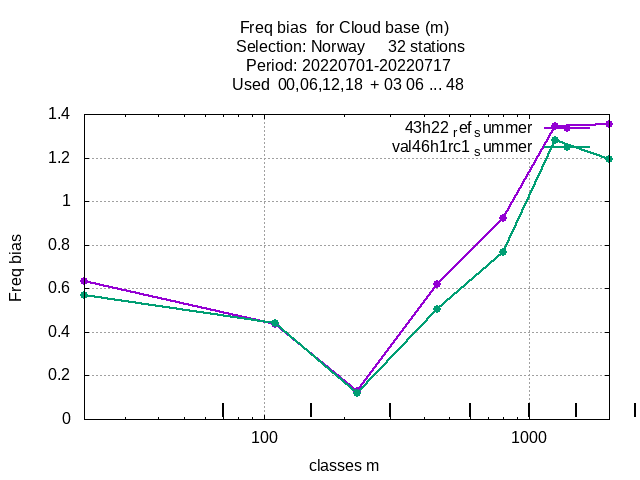 Freq bias  for Cloud base (m)
Selection: Norway     32 stations
Period: 20220701-20220717
Used  00,06,12,18  + 03 06 ... 48
1.4
1.2
1
0.8
0.6
0.4
0.2
0
Freq bias
43h22 ref summer
val46h1rc1 summer
100
1000
classes m